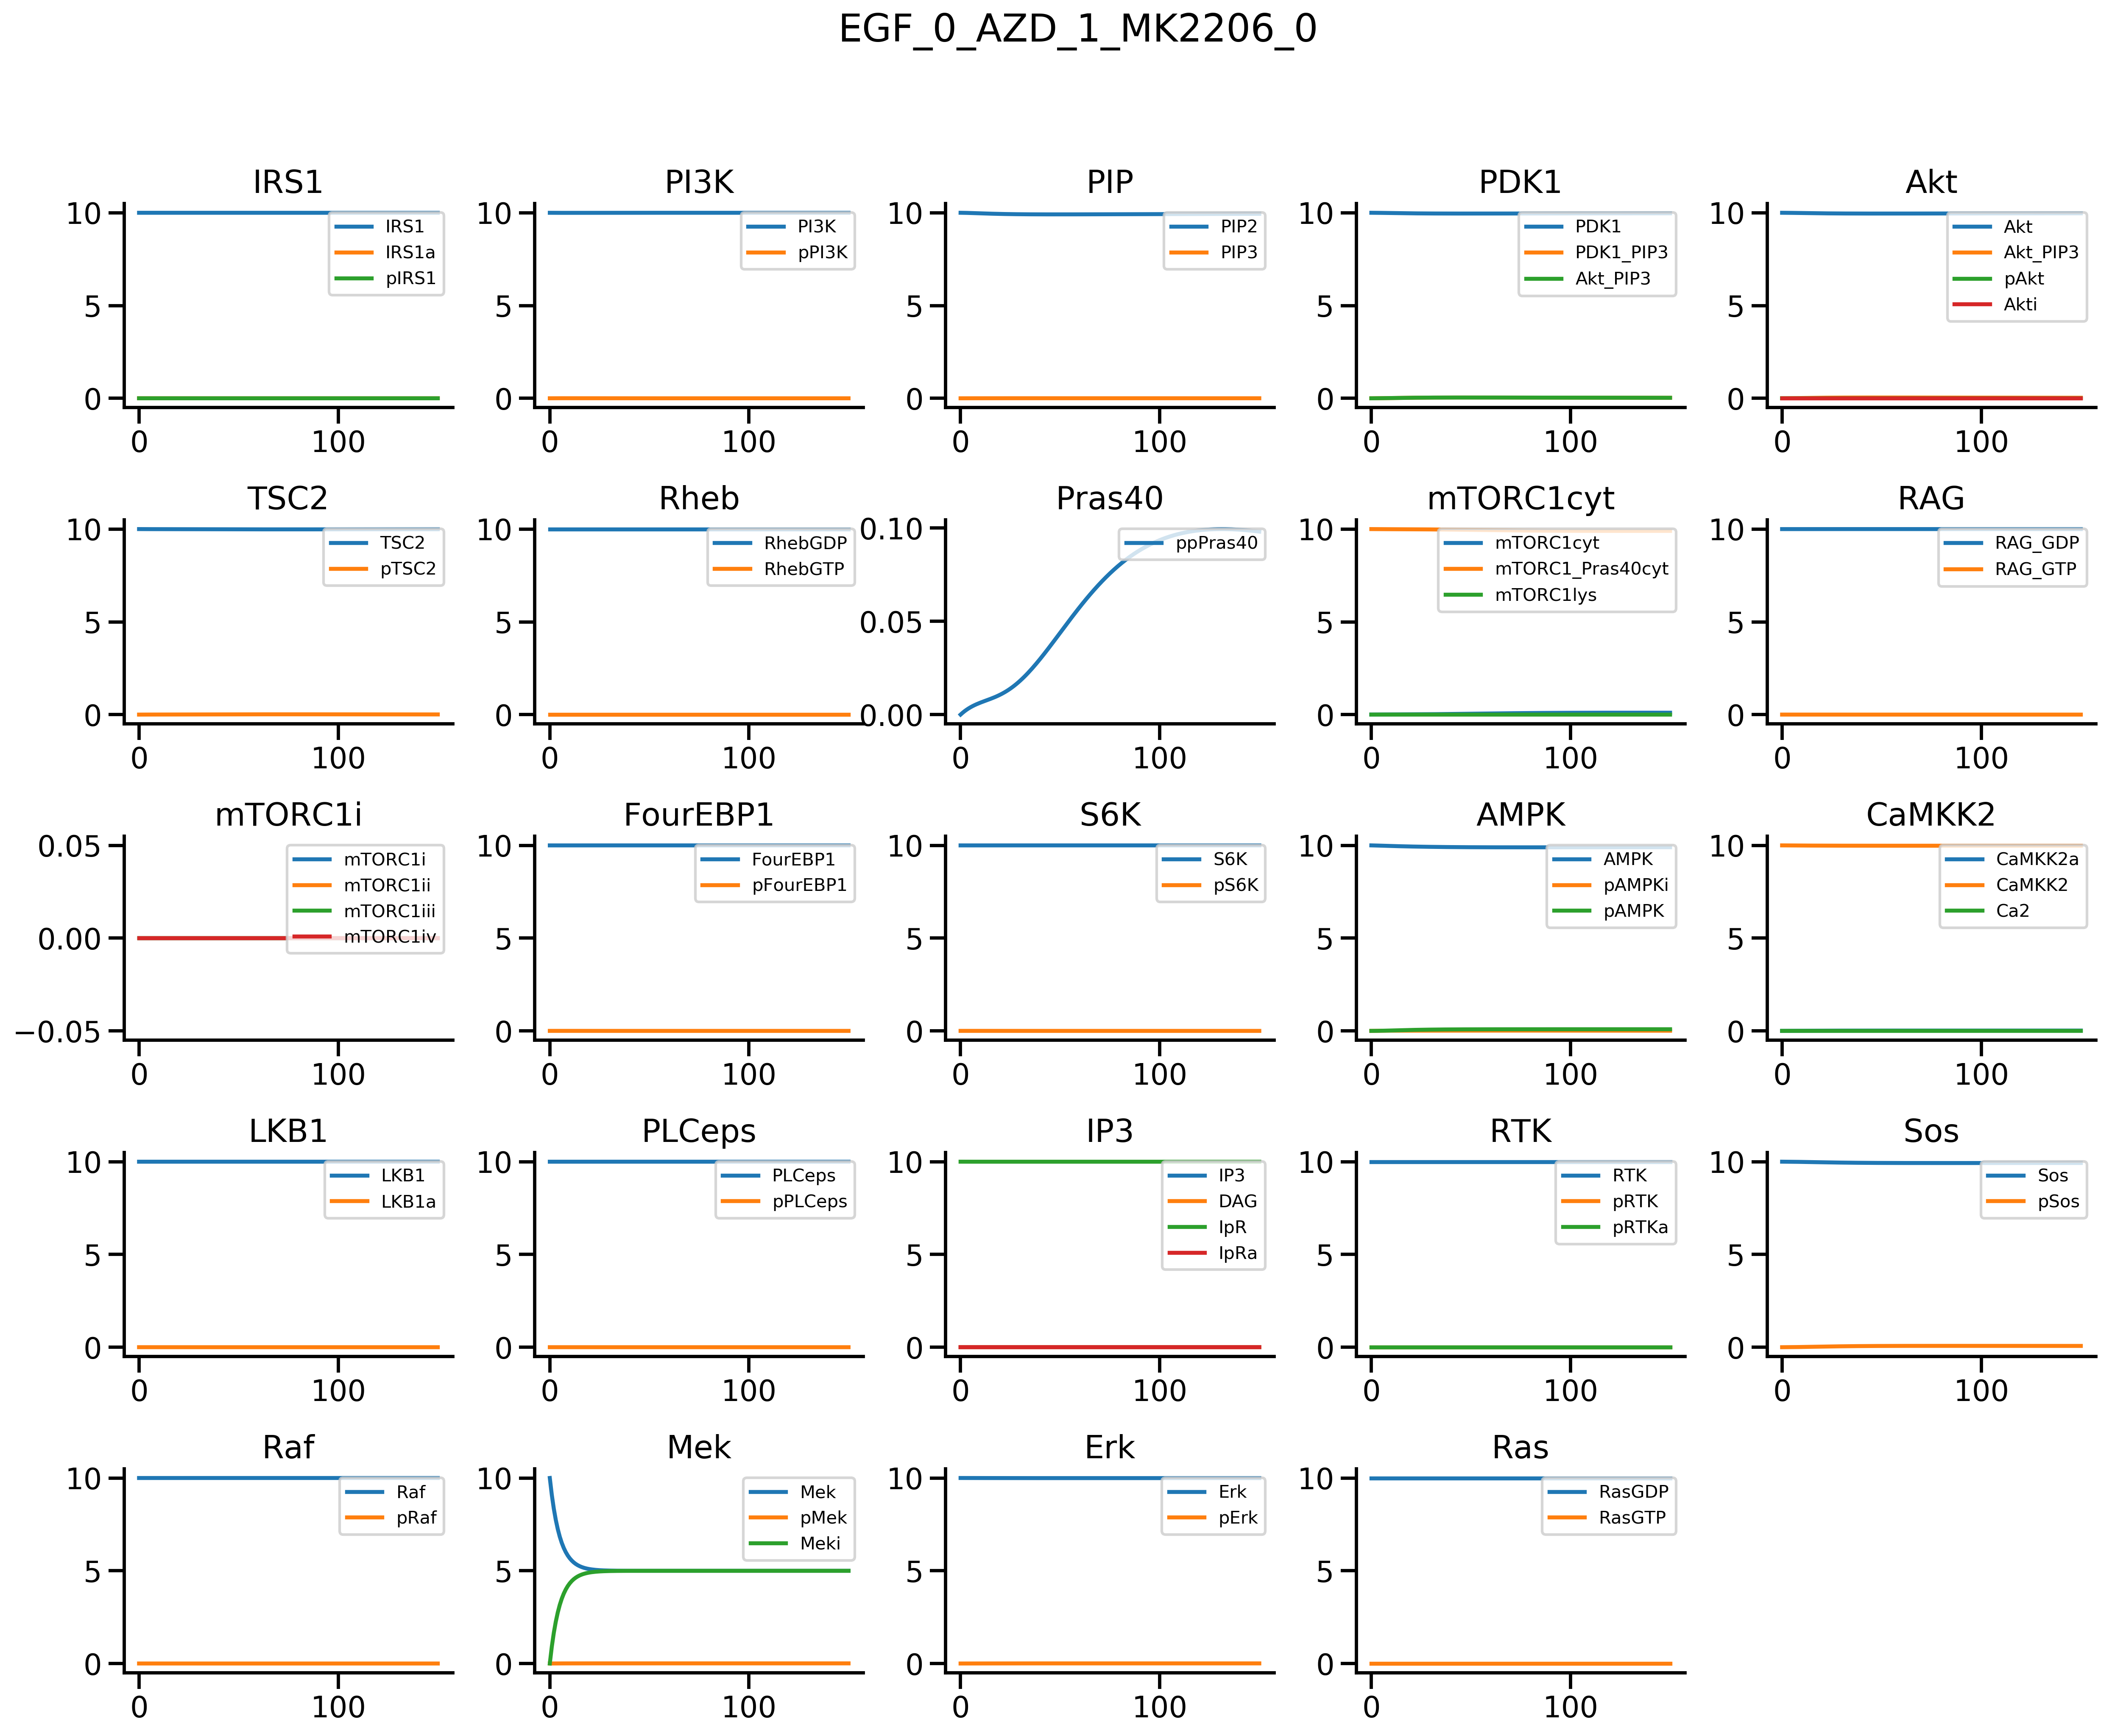 EGF_0_AZD_1_MK2206_0
IRS1
10
5
0
0
100
IRS1
IRS1a
pIRS1
PI3K
10
5
0
0
100
PI3K
pPI3K
PIP
10
5
0
0
100
PIP2
PIP3
PDK1
10
5
0
0
100
PDK1
PDK1_PIP3
Akt_PIP3
Akt
10
5
0
0
100
Akt
Akt_PIP3
pAkt
Akti
TSC2
10
5
0
0
100
TSC2
pTSC2
Rheb
10
5
0
0
100
RhebGDP
RhebGTP
Pras40
0.10
0.05
0.00
0
100
ppPras40
mTORC1cyt
10
5
0
0
100
mTORC1cyt
mTORC1_Pras40cyt
mTORC1lys
RAG
10
5
0
0
100
RAG_GDP
RAG_GTP
mTORC1i
0.05
0.00
−0.05
0
100
mTORC1i
mTORC1ii
mTORC1iii
mTORC1iv
FourEBP1
10
5
0
0
100
FourEBP1
pFourEBP1
S6K
10
5
0
0
100
S6K
pS6K
AMPK
10
5
0
0
100
AMPK
pAMPKi
pAMPK
CaMKK2
10
5
0
0
100
CaMKK2a
CaMKK2
Ca2
LKB1
10
5
0
0
100
LKB1
LKB1a
PLCeps
10
5
0
0
100
PLCeps
pPLCeps
IP3
10
5
0
0
100
IP3
DAG
IpR
IpRa
RTK
10
5
0
0
100
RTK
pRTK
pRTKa
Sos
10
5
0
0
100
Sos
pSos
Raf
10
5
0
0
100
Raf
pRaf
Mek
10
5
0
0
100
Mek
pMek
Meki
Erk
10
5
0
0
100
Erk
pErk
Ras
10
5
0
0
100
RasGDP
RasGTP